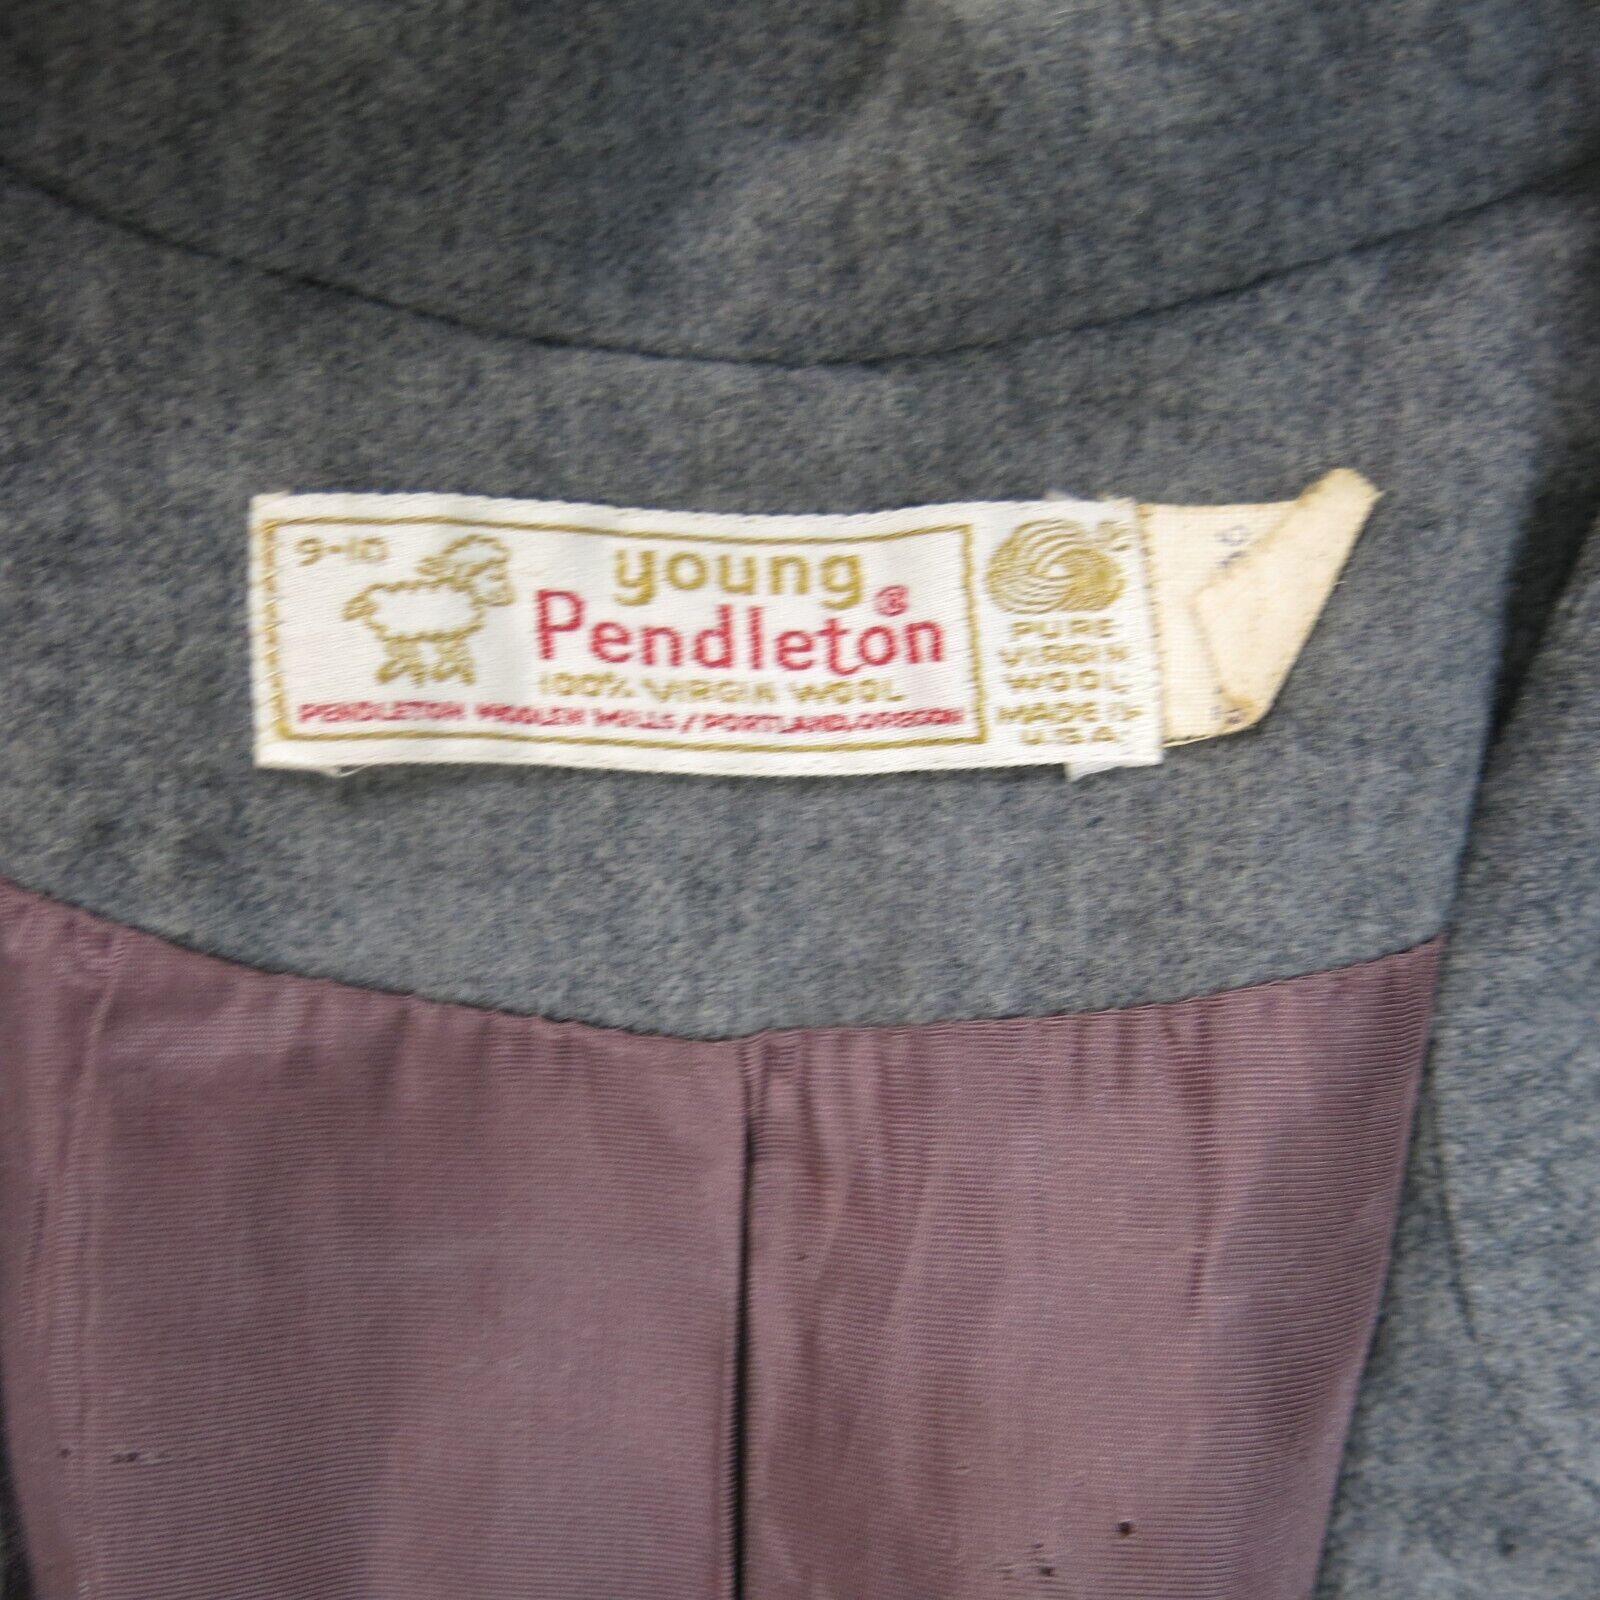 9-10
young
Pendleton®
100% VIRGIN WOOL
PENDLETON WOOLEN MILLS / PORTLAND, OREGON
PURE
VIRGIN
WOOL
MADE IN
U.S.A.